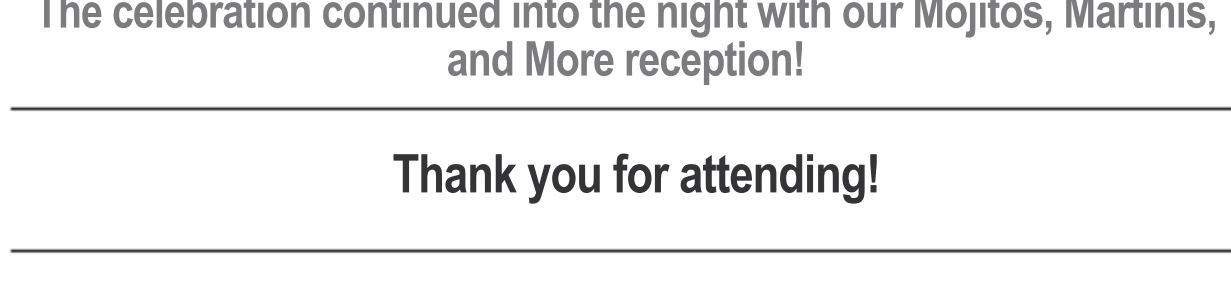 The celebration continued into the night with our Mojitos, Martinis,
and More reception!
Thank you for attending!